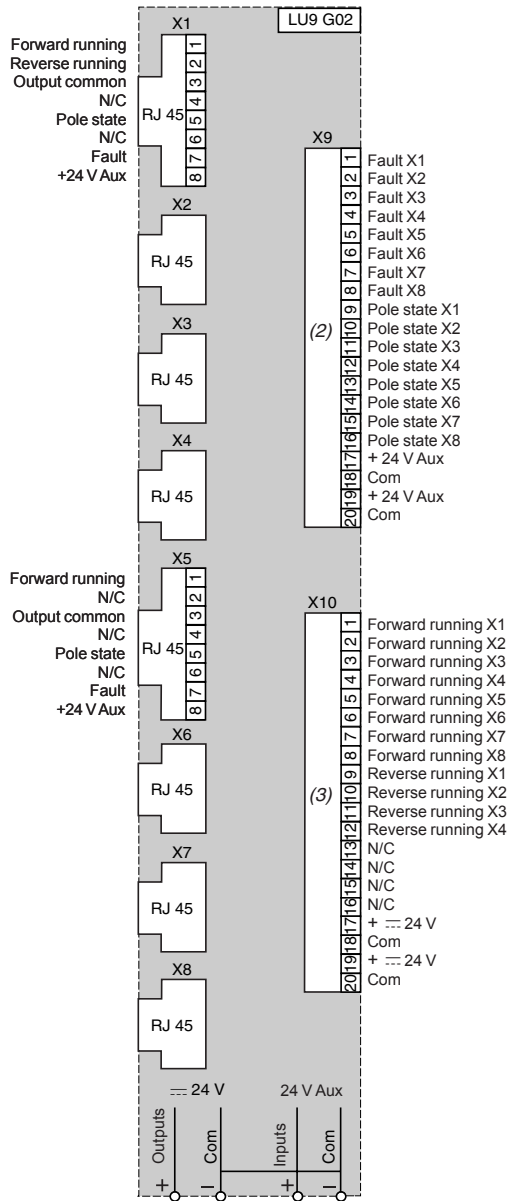 LU9 G02
X1
Forward running 1
Reverse running 2
Output common 3
N/C 4
Pole state 5
N/C 6
Fault 7
+24 V Aux 8
RJ 45
X2
RJ 45
X3
RJ 45
X4
RJ 45
X5
Forward running 1
N/C 2
Output common 3
N/C 4
Pole state 5
N/C 6
Fault 7
+24 V Aux 8
RJ 45
X6
RJ 45
X7
RJ 45
X8
RJ 45
X9
(2)
1 Fault X1
2 Fault X2
3 Fault X3
4 Fault X4
5 Fault X5
6 Fault X6
7 Fault X7
8 Fault X8
9 Pole state X1
10 Pole state X2
11 Pole state X3
12 Pole state X4
13 Pole state X5
14 Pole state X6
15 Pole state X7
16 Pole state X8
17 + 24 V Aux
18 Com
19 + 24 V Aux
20 Com
X10
(3)
1 Forward running X1
2 Forward running X2
3 Forward running X3
4 Forward running X4
5 Forward running X5
6 Forward running X6
7 Forward running X7
8 Forward running X8
9 Reverse running X1
10 Reverse running X2
11 Reverse running X3
12 Reverse running X4
13 N/C
14 N/C
15 N/C
16 N/C
17 + ⎓ 24 V
18 Com
19 + ⎓ 24 V
20 Com
⎓ 24 V
24 V Aux
Outputs
Com
Inputs
Com
+ − + −